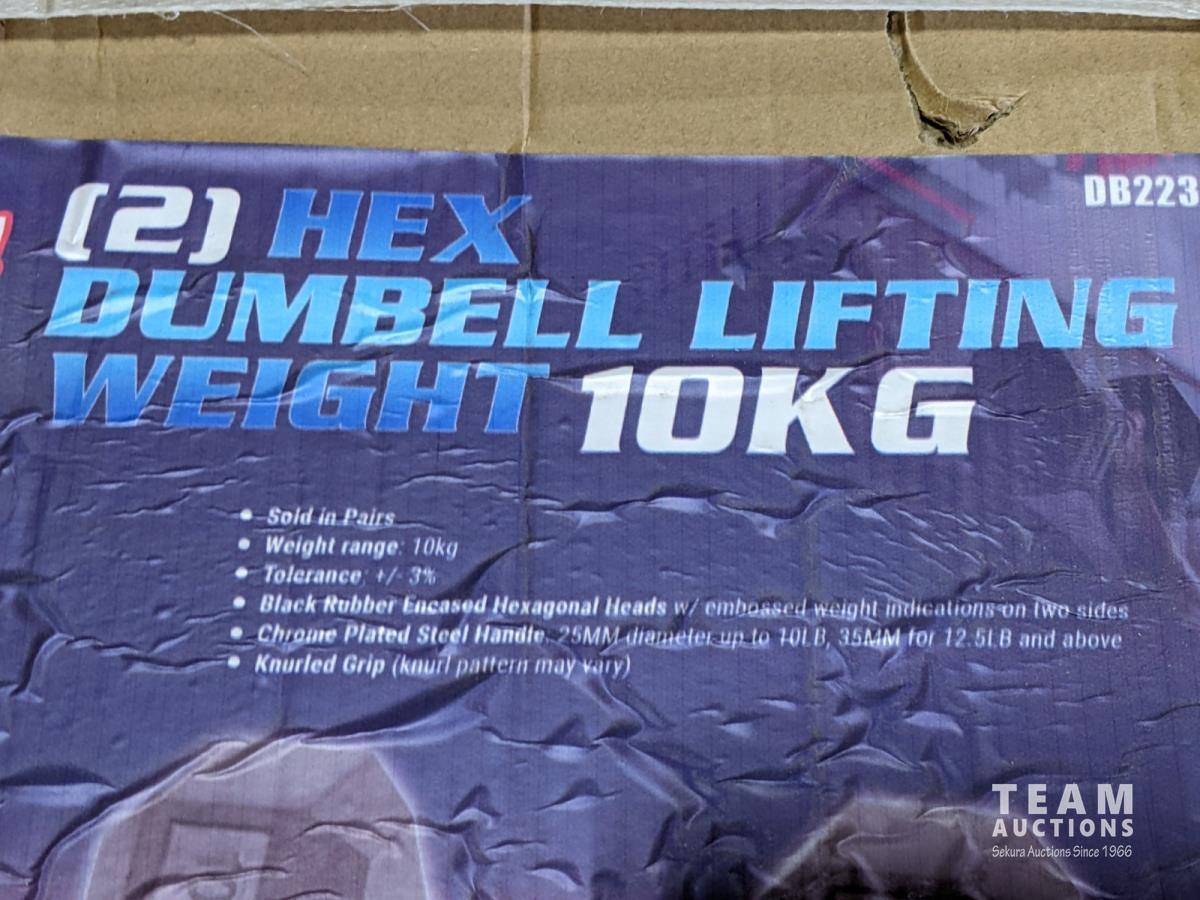 DB223
(2) HEX
DUMBELL LIFTING
WEIGHT 10KG
• Sold in Pairs
• Weight range: 10kg
• Tolerance: +/- 3%
• Black Rubber Encased Hexagonal Heads w/ embossed weight indications on two sides
• Chrome Plated Steel Handle, 25MM diameter up to 10LB, 35MM for 12.5LB and above
• Knurled Grip (knurl pattern may vary)
TEAM
AUCTIONS
Sekura Auctions Since 1966